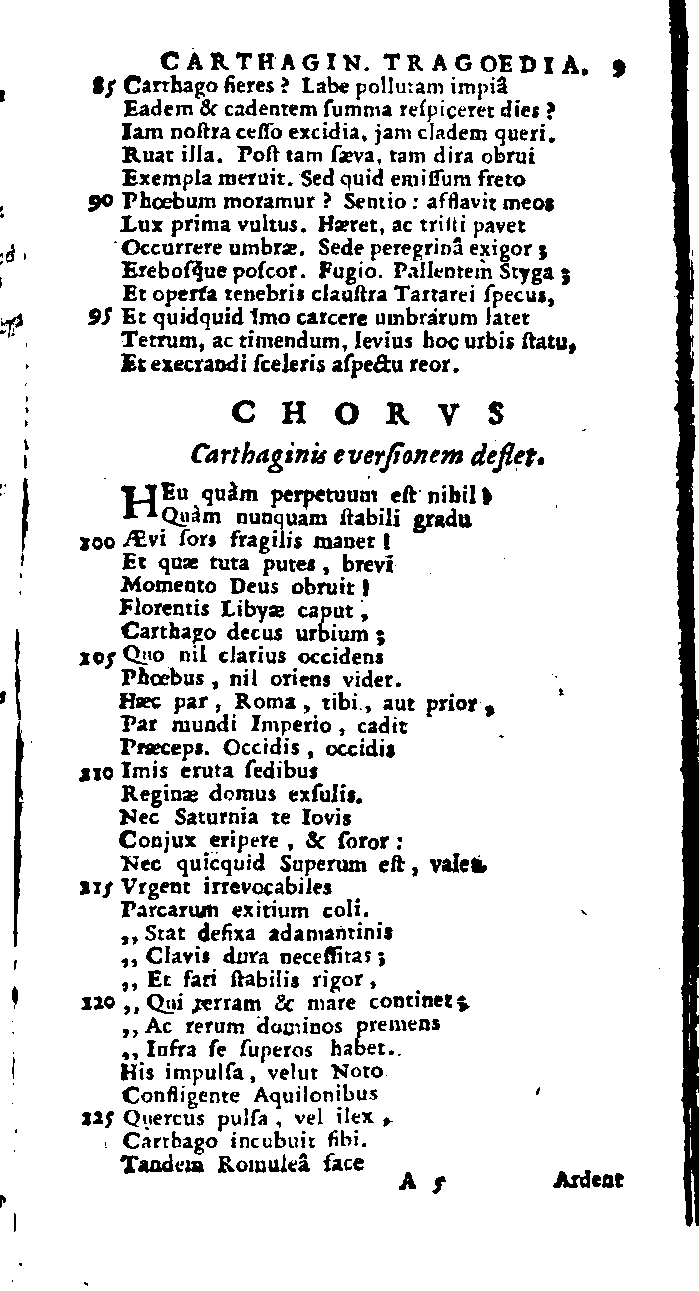 CARTHAGIN. TRAGOEDIA. 9
85 Carthago fieres? Labe pollutam impiâ
Eadem & cadentem ſumma reſpiceret dies?
Iam noſtra ceſſo excidia, jam cladem queri.
Ruat illa. Poſt tam ſæva, tam dira obrui
Exempla meruit. Sed quid emiſſum freto
90 Phœbum moramur? Sentio: afflavit meos
Lux prima vultus. Hæret, ac triſti pavet
Occurrere umbræ. Sede peregrinâ exigor;
Ereboſque poſcor. Fugio. Pallentem Styga;
Et operta tenebris clauſtra Tartarei ſpecus,
95 Et quidquid imo carcere umbrarum latet
Tetrum, ac timendum, levius hoc urbis ſtatu,
Et execrandi ſceleris aſpectu reor.
CHORVS
Carthaginis everſionem deflet.
HEu quàm perpetuum eſt nihil!
Quàm nunquam ſtabili gradu
100 Ævi ſors fragilis manet!
Et quæ tuta putes, brevi
Momento Deus obruit!
Florentis Libyæ caput,
Carthago decus urbium;
105 Quo nil clarius occidens
Phœbus, nil oriens videt.
Hæc par, Roma, tibi, aut prior,
Par mundi Imperio, cadit
Præceps. Occidis, occidis
110 Imis eruta ſedibus
Reginæ domus exſulis.
Nec Saturnia te Iovis
Conjux eripere, & ſoror:
Nec quicquid Superum eſt, valet.
115 Vrgent irrevocabiles
Parcarum exitium coli.
,, Stat defixa adamantinis
,, Clavis dura neceſſitas;
,, Et fari ſtabilis rigor,
120 ,, Qui terram & mare continet;
,, Ac rerum dominos premens
,, Infra ſe ſuperos habet.
His impulſa, velut Noto
Confligente Aquilonibus
125 Quercus pulſa, vel ilex,
Carthago incubuit ſibi.
Tandem Romuleâ face
A 5 Ardent